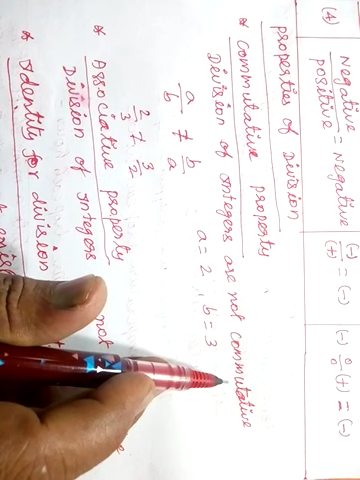 (4) Negative / positive = Negative (-)/(+) = (-) (-) ÷ (+) = (-)
properties of Division
* Commutative property
Division of Integers are not commutative
a/b ≠ b/a a = 2, b = 3
2/3 ≠ 3/2
* Associative property
Division of Integers not
* Identity for division